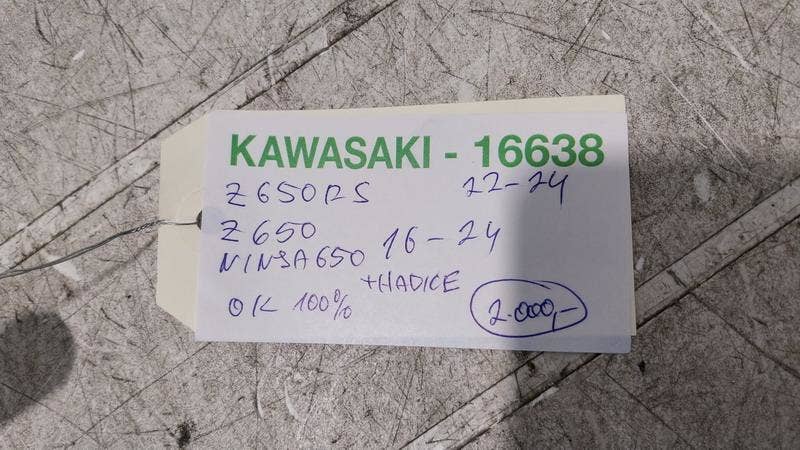 KAWASAKI - 16638
Z650RS 22-24
Z650
NINJA650 16-24
+HADICE
OK 100% 2.000,-